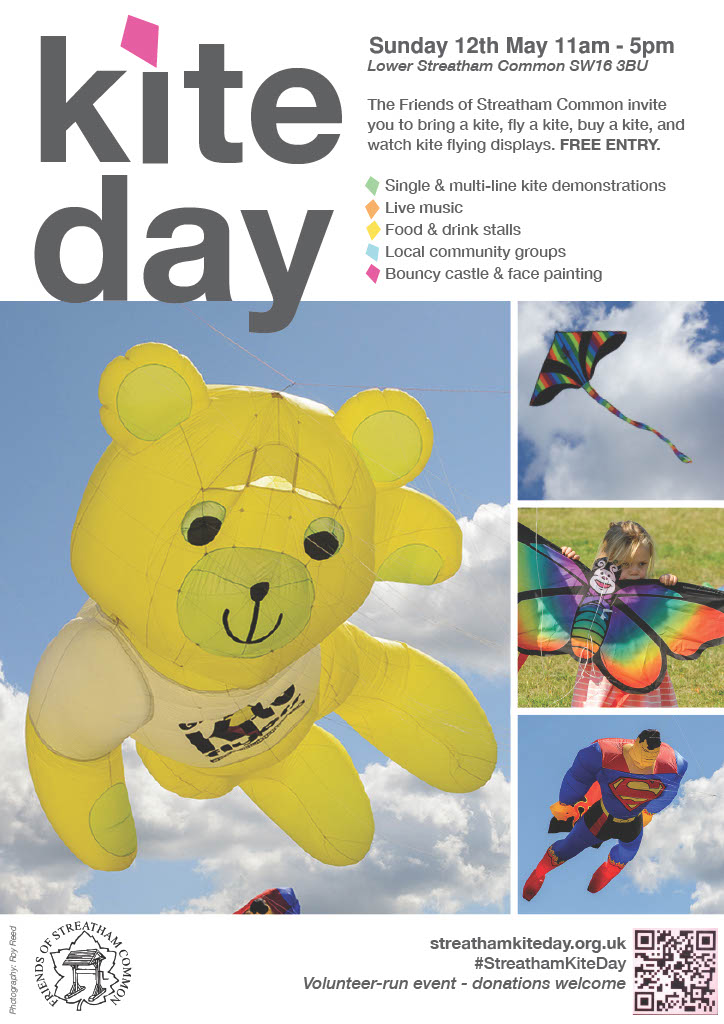 kite
day
Sunday 12th May 11am - 5pm
Lower Streatham Common SW16 3BU
The Friends of Streatham Common invite
you to bring a kite, fly a kite, buy a kite, and
watch kite flying displays. FREE ENTRY.
Single & multi-line kite demonstrations
Live music
Food & drink stalls
Local community groups
Bouncy castle & face painting
Photography: Roy Reed
FRIENDS OF STREATHAM COMMON
streathamkiteday.org.uk
#StreathamKiteDay
Volunteer-run event - donations welcome